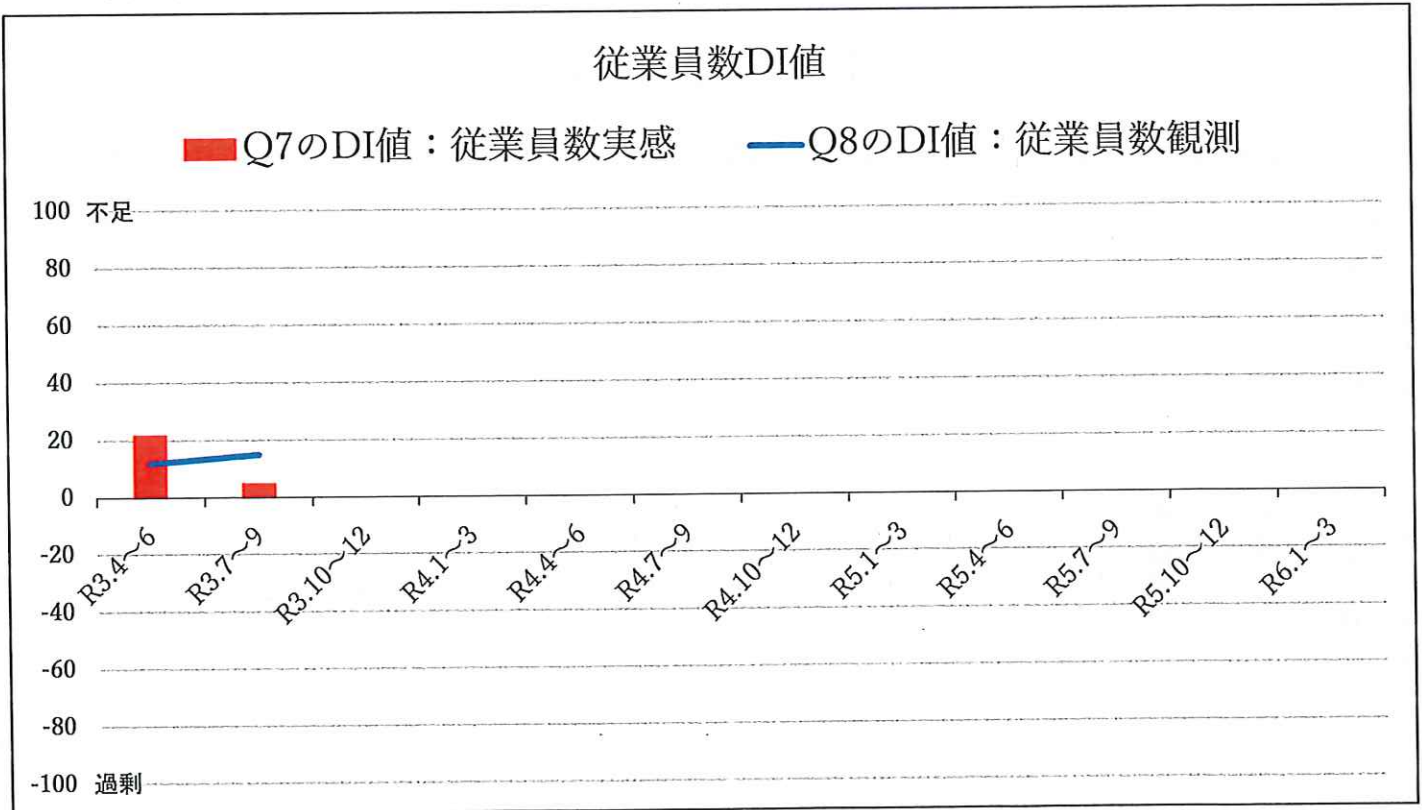 従業員数DI値
Q7のDI値：従業員数実感 Q8のDI値：従業員数観測
100 不足
80
60
40
20
0
-20
-40
-60
-80
-100 過剰
R3.4～6
R3.7～9
R3.10～12
R4.1～3
R4.4～6
R4.7～9
R4.10～12
R5.1～3
R5.4～6
R5.7～9
R5.10～12
R6.1～3